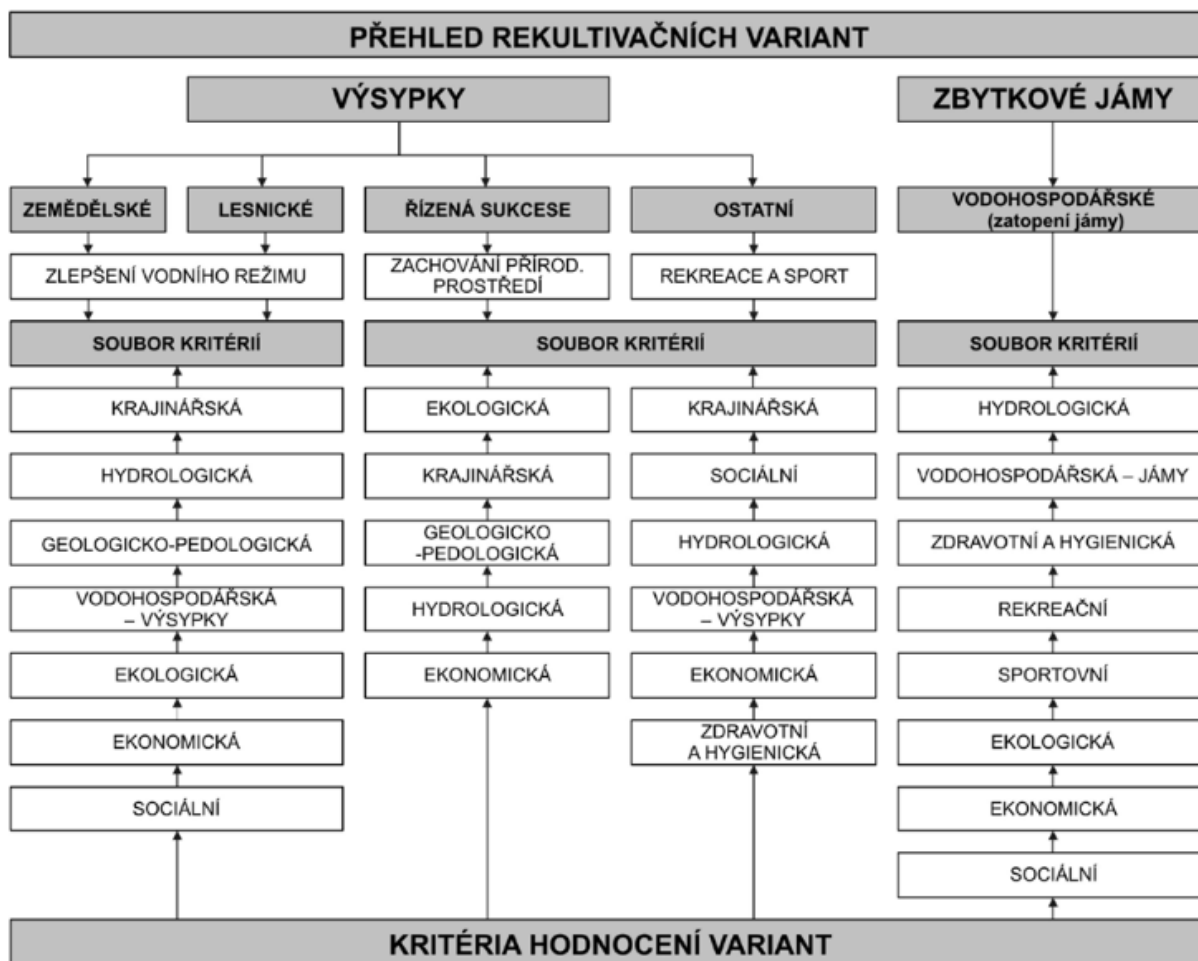 PŘEHLED REKULTIVAČNÍCH VARIANT
VÝSYPKY
ZBYTKOVÉ JÁMY
ZEMĚDĚLSKÉ
LESNICKÉ
ŘÍZENÁ SUKCESE
OSTATNÍ
VODOHOSPODÁŘSKÉ
(zatopení jámy)
ZLEPŠENÍ VODNÍHO REŽIMU
ZACHOVÁNÍ PŘÍROD.
PROSTŘEDÍ
REKREACE A SPORT
SOUBOR KRITÉRIÍ
SOUBOR KRITÉRIÍ
SOUBOR KRITÉRIÍ
KRAJINÁŘSKÁ
HYDROLOGICKÁ
GEOLOGICKO-PEDOLOGICKÁ
VODOHOSPODÁŘSKÁ
– VÝSYPKY
EKOLOGICKÁ
EKONOMICKÁ
SOCIÁLNÍ
EKOLOGICKÁ
KRAJINÁŘSKÁ
GEOLOGICKO
-PEDOLOGICKÁ
HYDROLOGICKÁ
EKONOMICKÁ
KRAJINÁŘSKÁ
SOCIÁLNÍ
HYDROLOGICKÁ
VODOHOSPODÁŘSKÁ
– VÝSYPKY
EKONOMICKÁ
ZDRAVOTNÍ
A HYGIENICKÁ
HYDROLOGICKÁ
VODOHOSPODÁŘSKÁ – JÁMY
ZDRAVOTNÍ A HYGIENICKÁ
REKREAČNÍ
SPORTOVNÍ
EKOLOGICKÁ
EKONOMICKÁ
SOCIÁLNÍ
KRITÉRIA HODNOCENÍ VARIANT